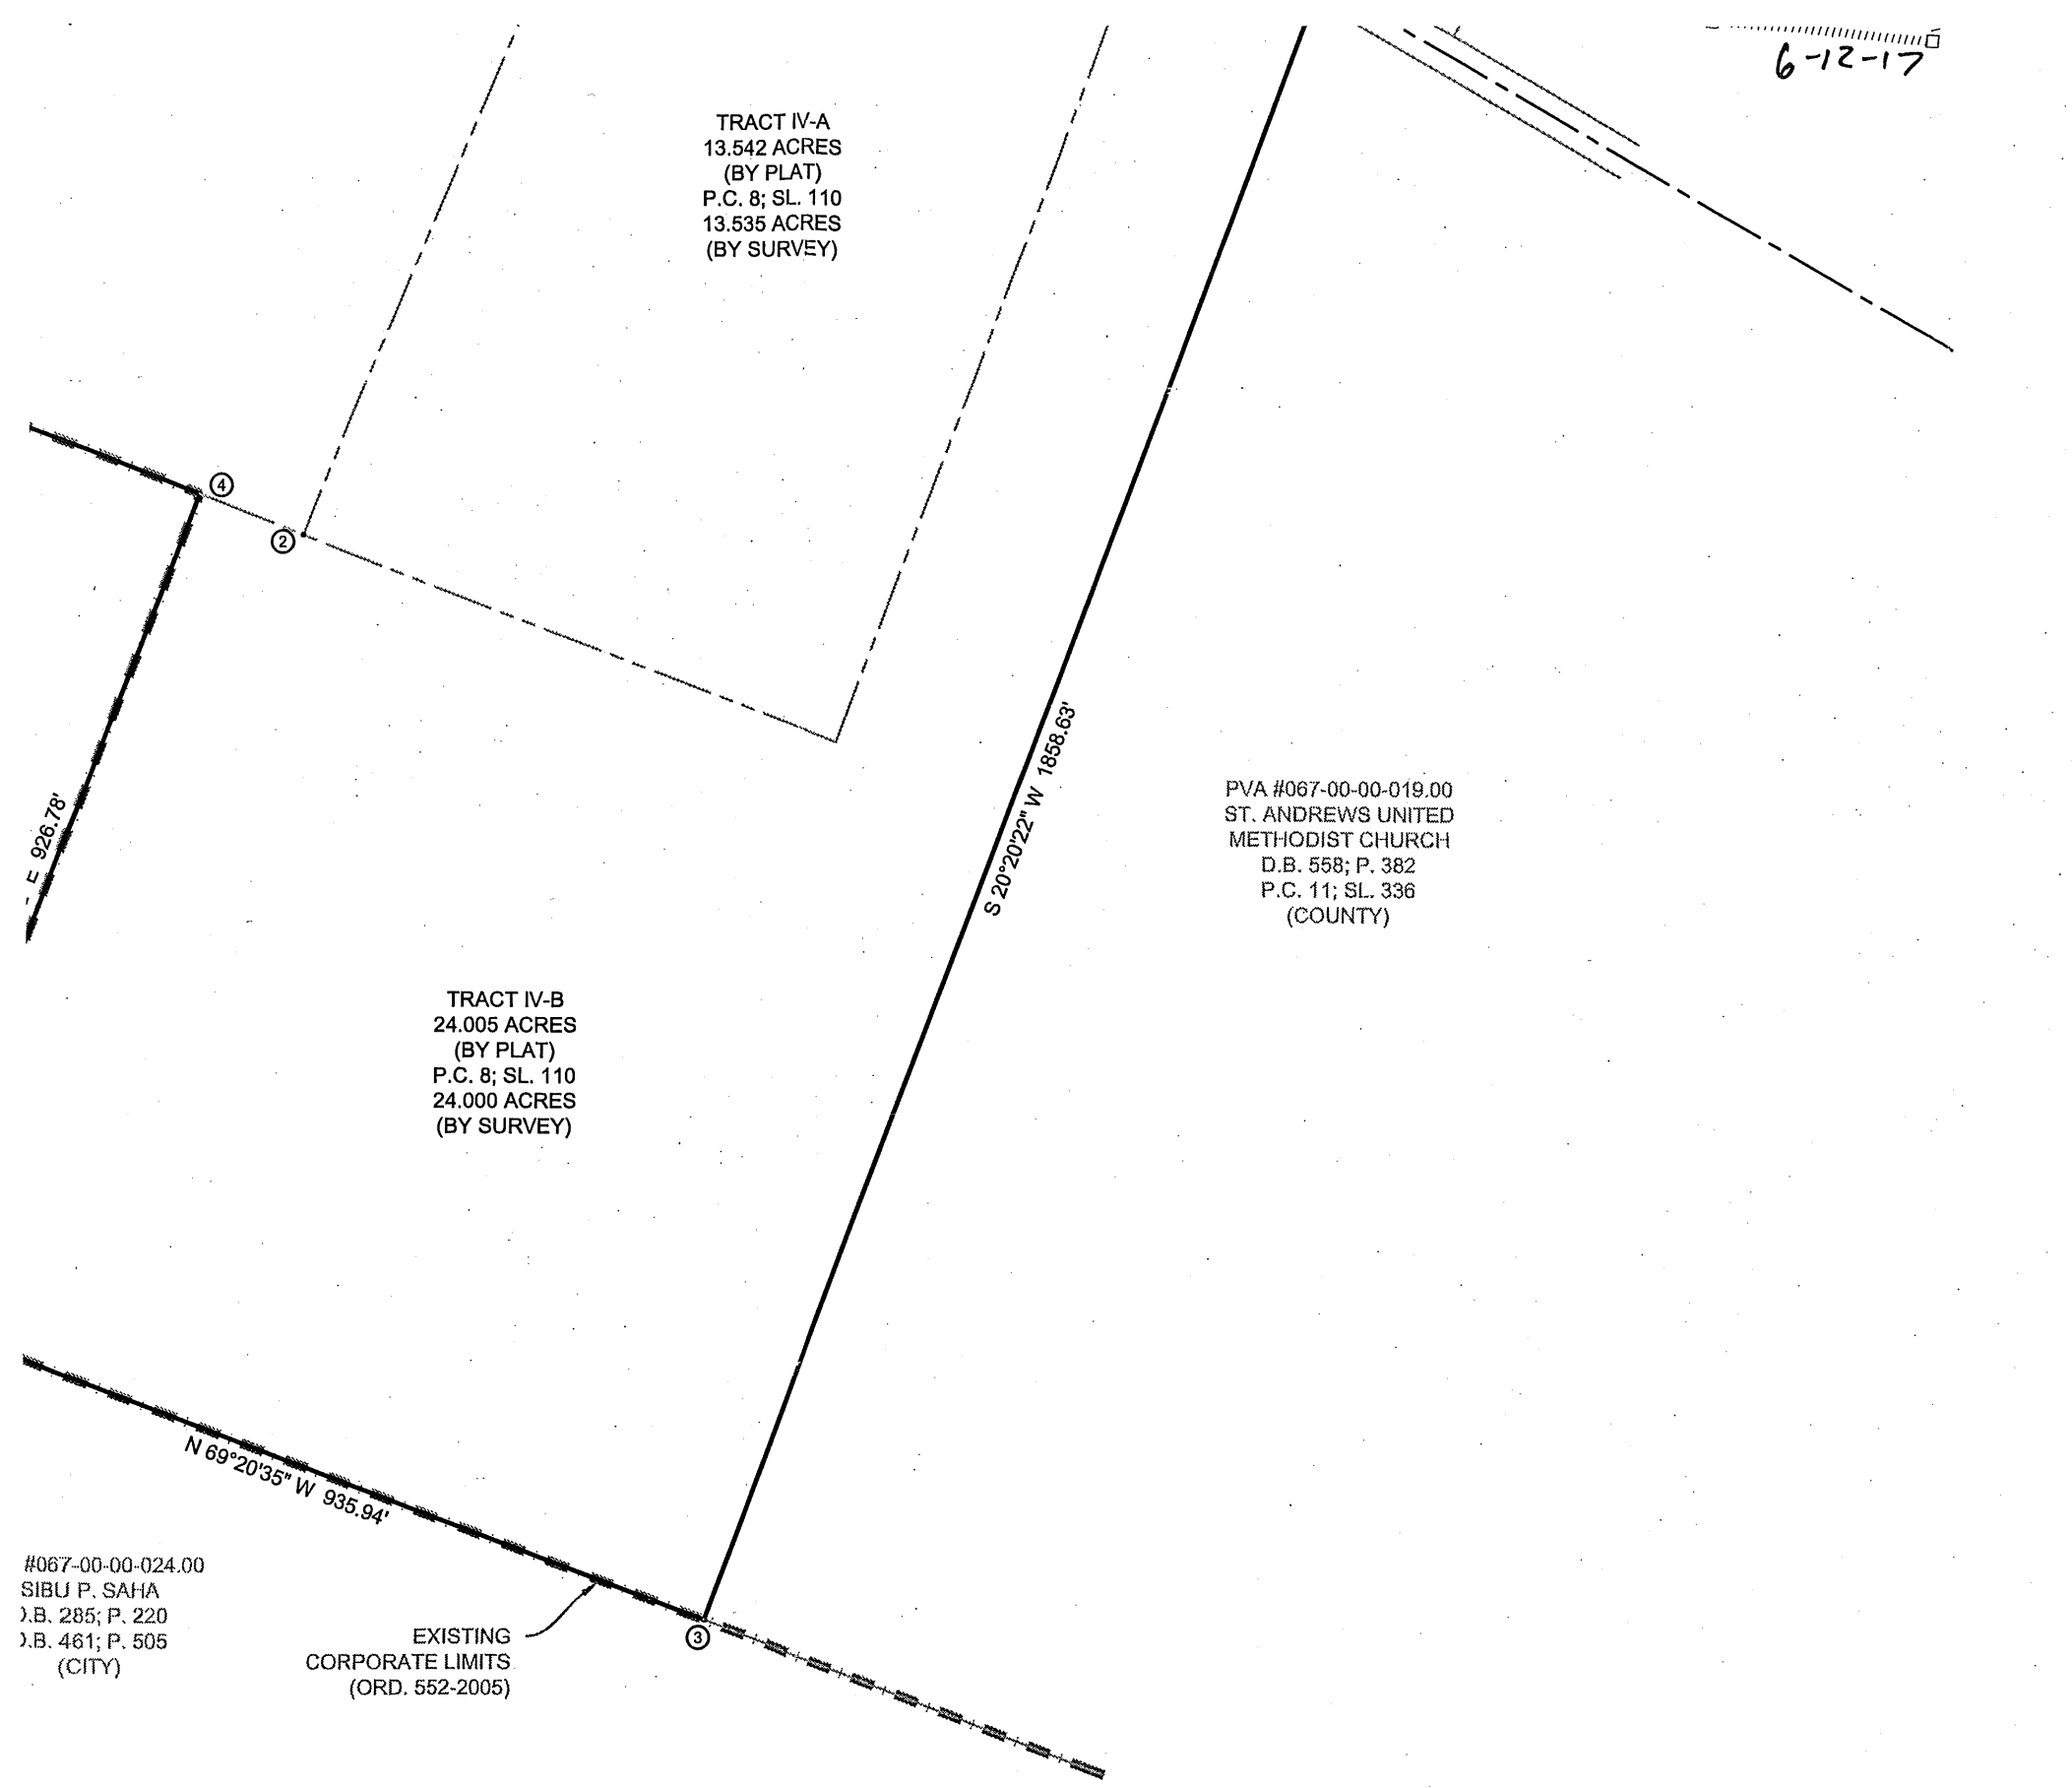 6-12-17
TRACT IV-A
13.542 ACRES
(BY PLAT)
P.C. 8; SL. 110
13.535 ACRES
(BY SURVEY)
4
2
S 20°20'22" W 1858.63'
926.78'
PVA #067-00-00-019.00
ST. ANDREWS UNITED
METHODIST CHURCH
D.B. 558; P. 382
P.C. 11; SL. 336
(COUNTY)
TRACT IV-B
24.005 ACRES
(BY PLAT)
P.C. 8; SL. 110
24.000 ACRES
(BY SURVEY)
N 69°20'35" W 935.94'
#067-00-00-024.00
SIBU P. SAHA
.B. 285; P. 220
.B. 461; P. 505
(CITY)
EXISTING
CORPORATE LIMITS
(ORD. 552-2005)
3